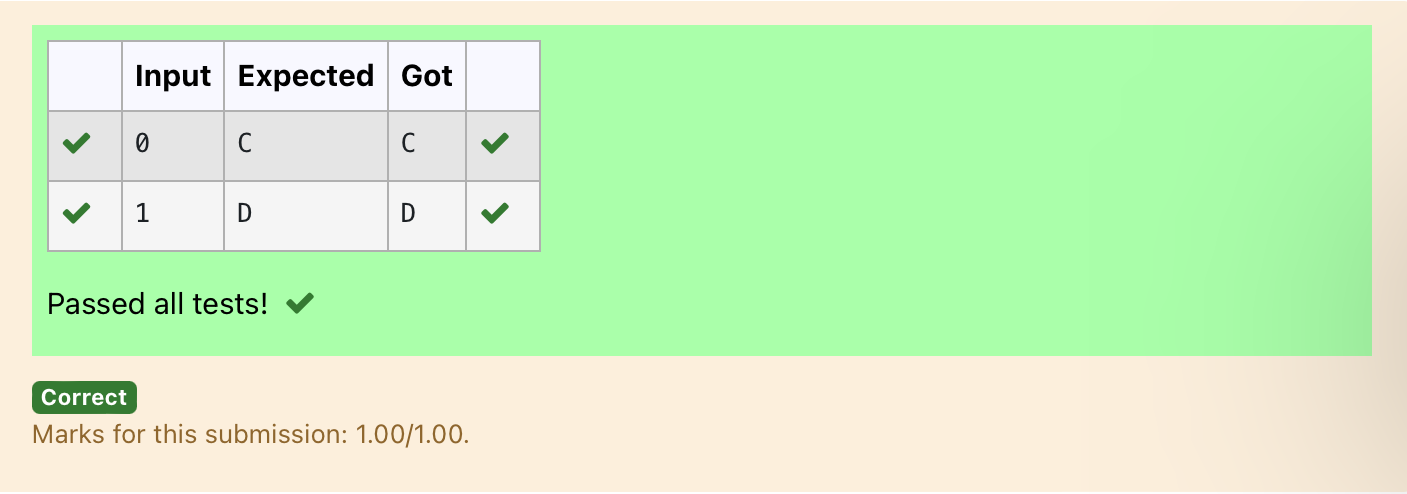 Input Expected Got
0 C C
1 D D
Passed all tests!
Correct
Marks for this submission: 1.00/1.00.